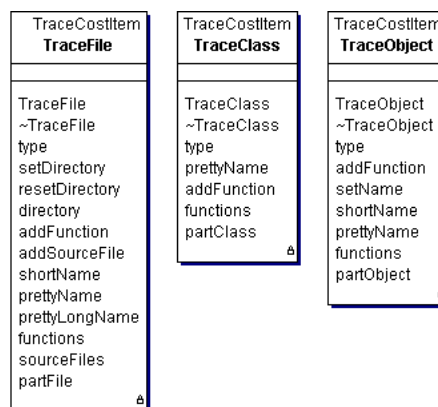 TraceCostItem
TraceFile
TraceFile
~TraceFile
type
setDirectory
resetDirectory
directory
addFunction
addSourceFile
shortName
prettyName
prettyLongName
functions
sourceFiles
partFile
TraceCostItem
TraceClass
TraceClass
~TraceClass
type
prettyName
addFunction
functions
partClass
TraceCostItem
TraceObject
TraceObject
~TraceObject
type
addFunction
setName
shortName
prettyName
functions
partObject